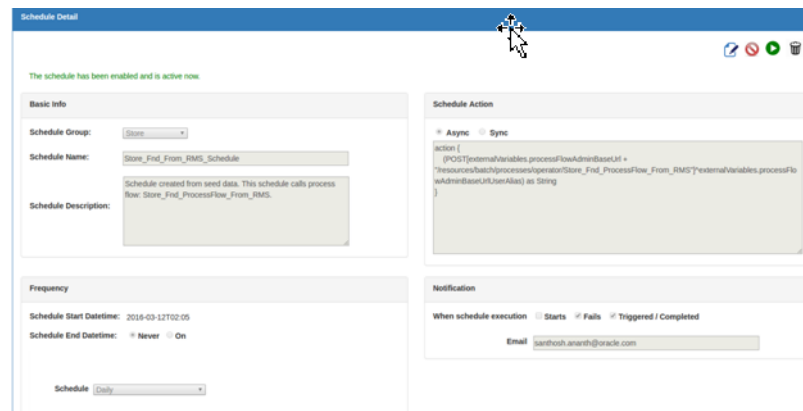 Schedule Detail
The schedule has been enabled and is active now.
Basic Info
Schedule Group: Store
Schedule Name: Store_Fnd_From_RMS_Schedule
Schedule Description: Schedule created from seed data. This schedule calls process
flow: Store_Fnd_ProcessFlow_From_RMS.
Schedule Action
Async Sync
action {
(POST[externalVariables.processFlowAdminBaseUrl +
"/resources/batch/processes/operator/Store_Fnd_ProcessFlow_From_RMS"]^externalVariables.processFlo
wAdminBaseUrlUserAlias) as String
}
Frequency
Schedule Start Datetime: 2016-03-12T02:05
Schedule End Datetime: Never On
Schedule Daily
Notification
When schedule execution Starts Fails Triggered / Completed
Email santhosh.ananth@oracle.com